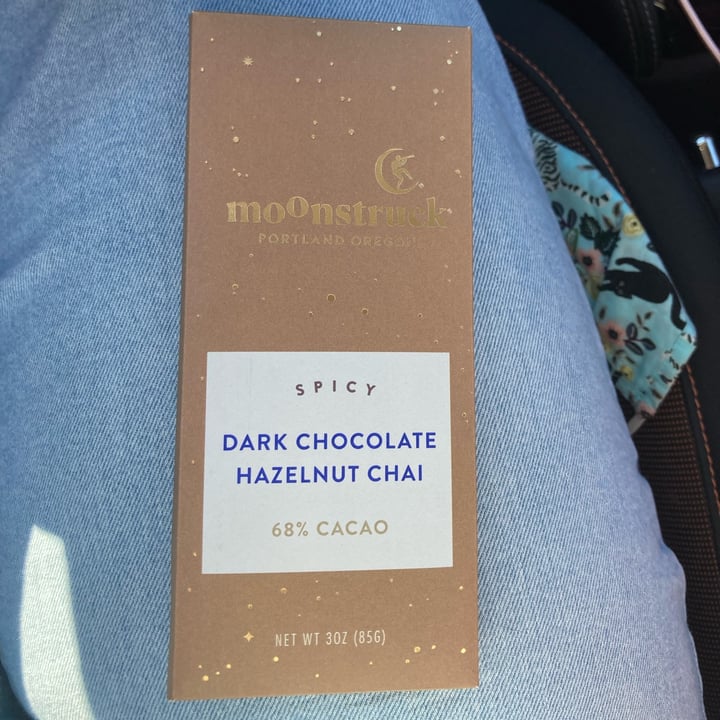 moonstruck
PORTLAND OREGON
SPICY
DARK CHOCOLATE
HAZELNUT CHAI
68% CACAO
NET WT 3OZ (85G)